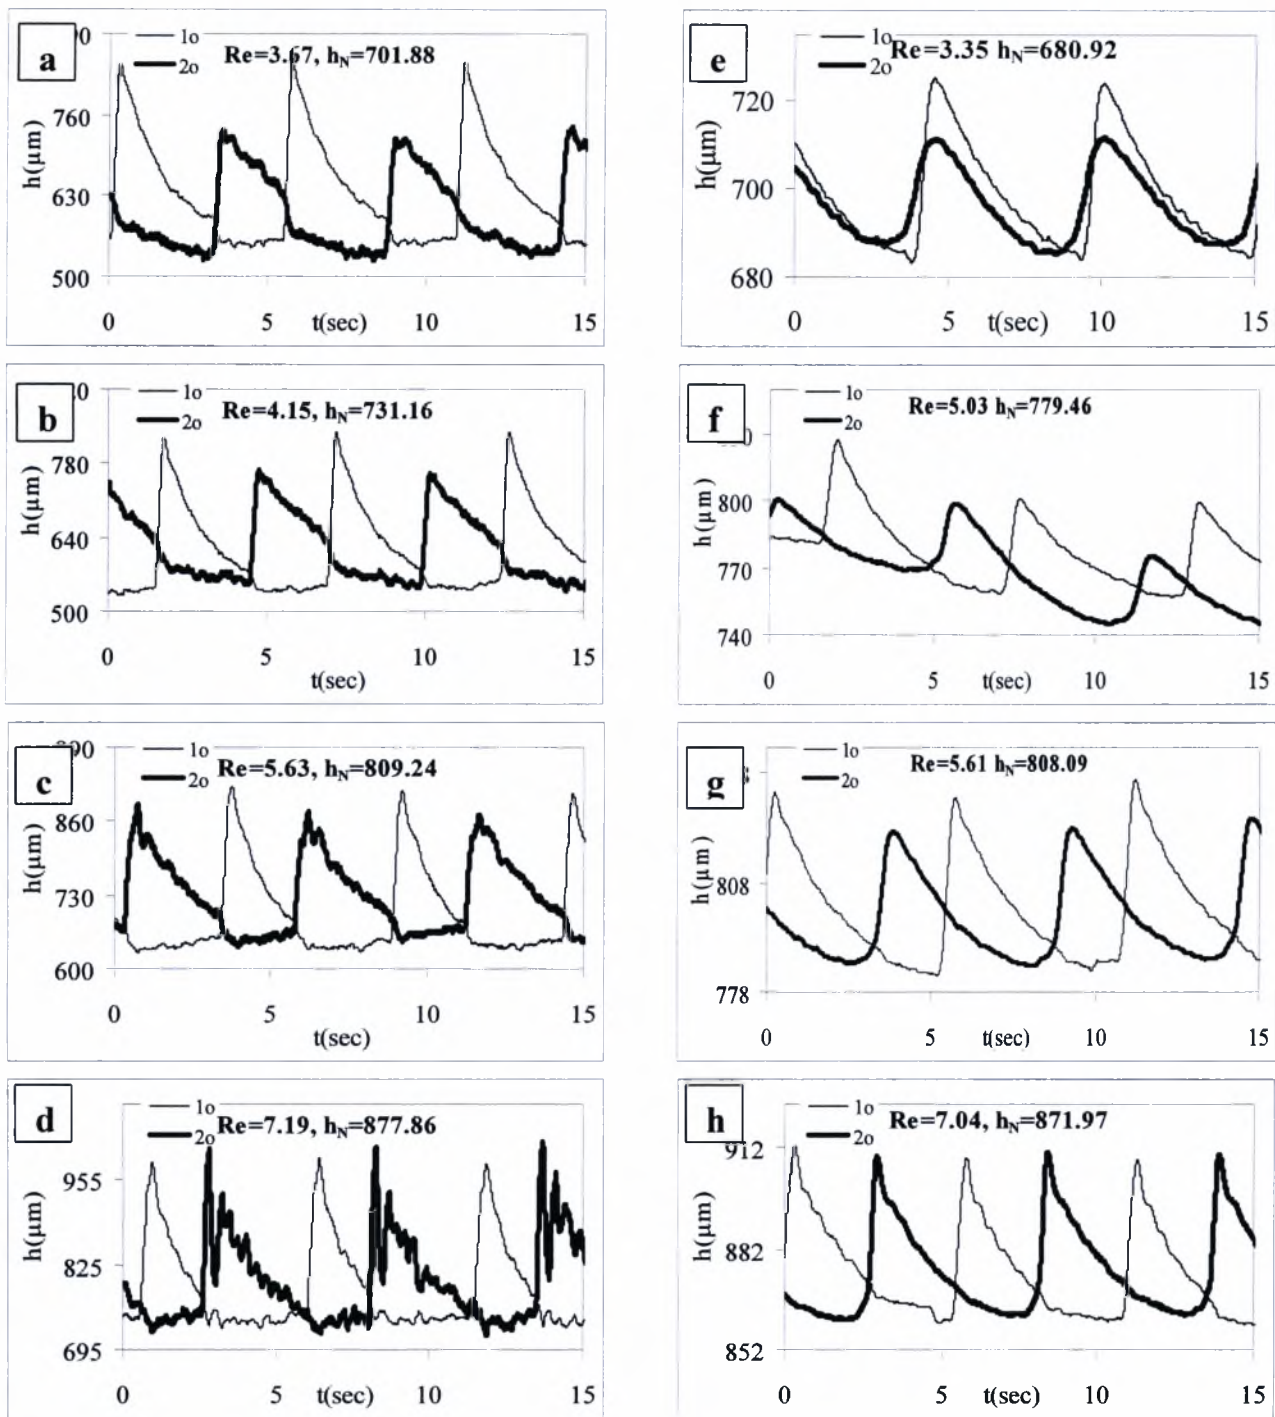 a
1o
2o
Re=3.67, hN=701.88
760
630
500
h(μm)
0 5 10 15
t(sec)
b
1o
2o
Re=4.15, hN=731.16
780
640
500
h(μm)
0 5 10 15
t(sec)
c
1o
2o
Re=5.63, hN=809.24
860
730
600
h(μm)
0 5 10 15
t(sec)
d
1o
2o
Re=7.19, hN=877.86
955
825
695
h(μm)
0 5 10 15
t(sec)
e
1o
2o
Re=3.35 hN=680.92
720
700
680
h(μm)
0 5 10 15
t(sec)
f
1o
2o
Re=5.03 hN=779.46
800
770
740
h(μm)
0 5 10 15
t(sec)
g
1o
2o
Re=5.61 hN=808.09
808
778
h(μm)
0 5 10 15
t(sec)
h
1o
2o
Re=7.04, hN=871.97
912
882
852
h(μm)
0 5 10 15
t(sec)